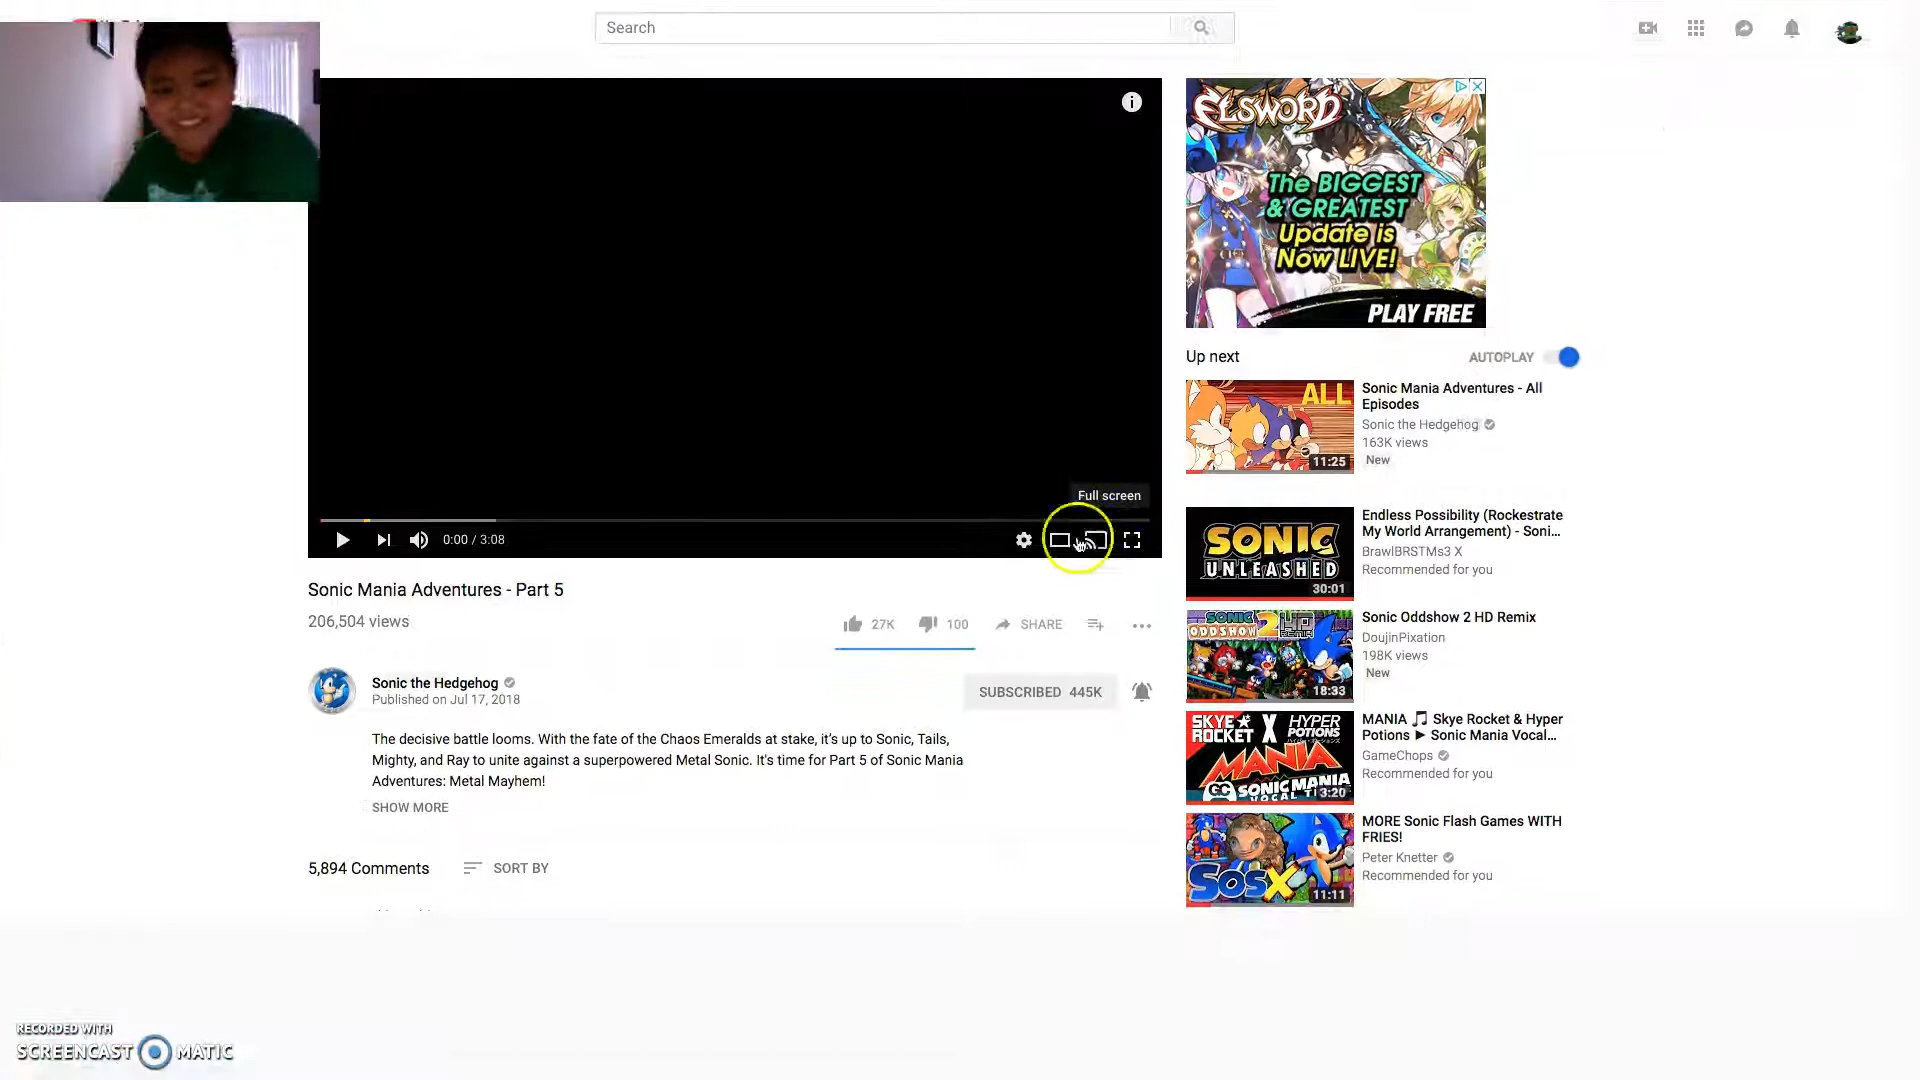 Search
ELSWORD
The BIGGEST
& GREATEST
Update is
Now LIVE!
PLAY FREE
Up next
AUTOPLAY
ALL
11:25
Sonic Mania Adventures - All
Episodes
Sonic the Hedgehog
163K views
New
Full screen
0:00 / 3:08
SONIC
UNLEASHED
30:01
Endless Possibility (Rockestrate
My World Arrangement) - Soni...
BrawlBRSTMs3 X
Recommended for you
Sonic Mania Adventures - Part 5
206,504 views
27K
100
SHARE
SONIC
ODDSHOW 2 HD
REMIX
18:33
Sonic Oddshow 2 HD Remix
DoujinPixation
198K views
New
Sonic the Hedgehog
Published on Jul 17, 2018
SUBSCRIBED 445K
The decisive battle looms. With the fate of the Chaos Emeralds at stake, it's up to Sonic, Tails,
Mighty, and Ray to unite against a superpowered Metal Sonic. It's time for Part 5 of Sonic Mania
Adventures: Metal Mayhem!
SHOW MORE
SKYE
ROCKET
X
HYPER
POTIONS
MANIA
GC
SONIC MANIA
VOCAL
3:20
MANIA 🎵 Skye Rocket & Hyper
Potions ► Sonic Mania Vocal...
GameChops
Recommended for you
SOSX
11:11
MORE Sonic Flash Games WITH
FRIES!
Peter Knetter
Recommended for you
5,894 Comments
SORT BY
RECORDED WITH
SCREENCAST MATIC